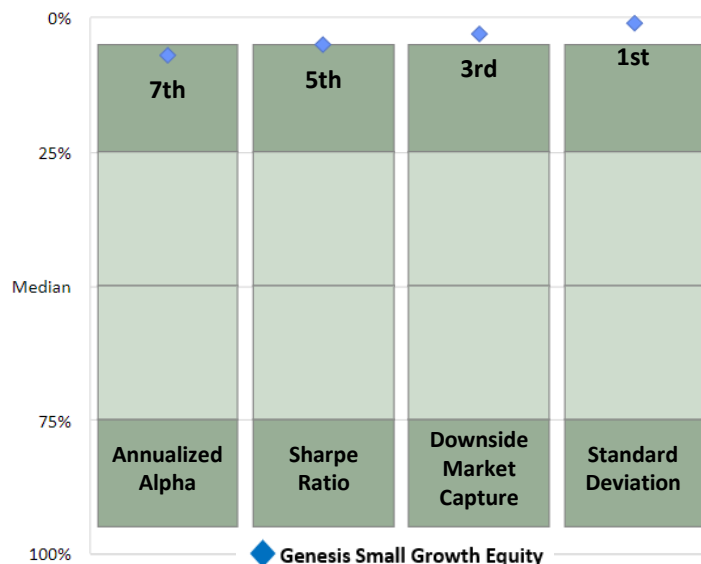 0%
7th
5th
3rd
1st
25%
Median
75%
Annualized
Alpha
Sharpe
Ratio
Downside
Market
Capture
Standard
Deviation
100%
Genesis Small Growth Equity